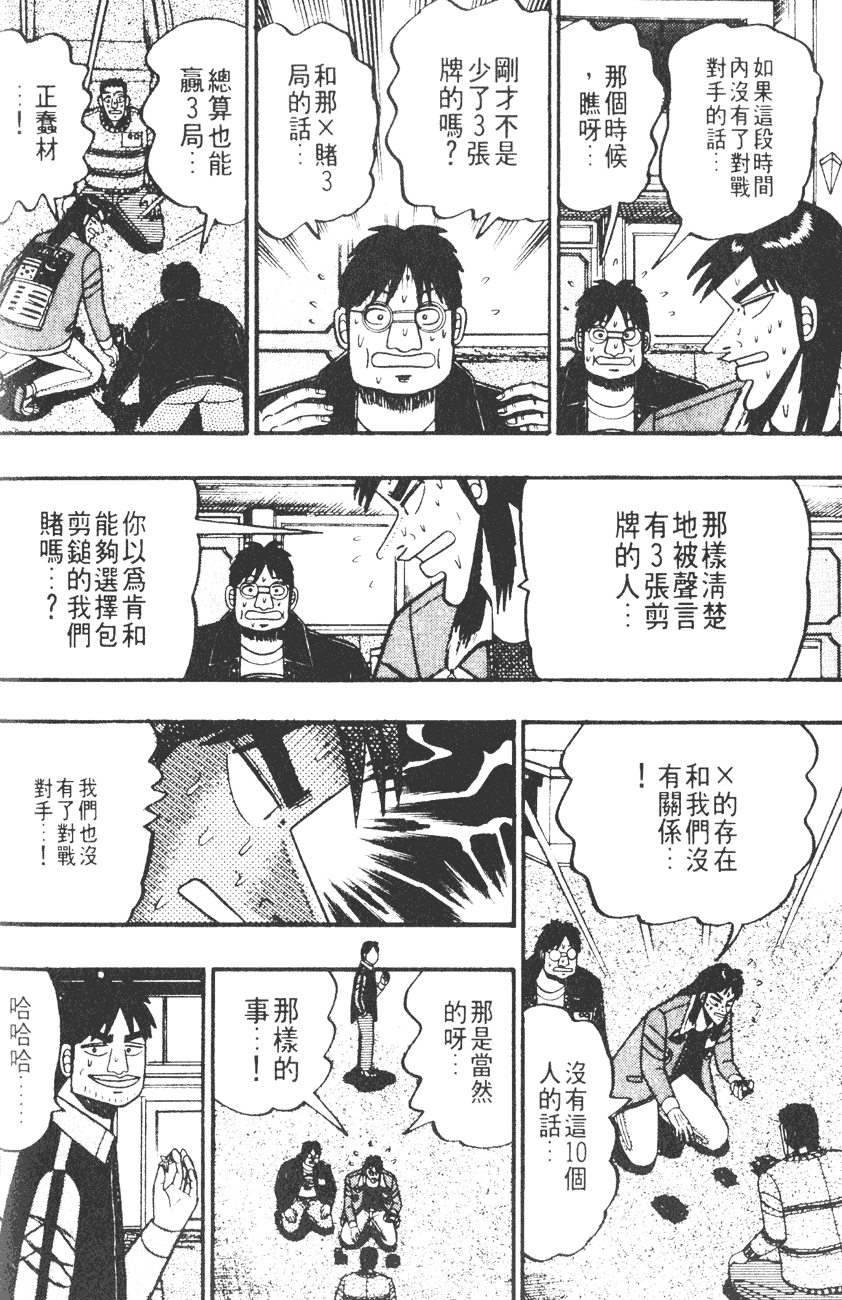 如果這段時間
內沒有了對戰
對手的話…
那個時候
，瞧呀…
剛才不是
少了3張
牌的嗎？
和那×賭3
局的話…
總算也能
贏3局…
正蠢材
…！
那樣清楚
地被聲言
有3張剪
牌的人…
你以爲肯和
能夠選擇包
剪鎚的我們
賭嗎…？
×的存在
和我們沒
有關係…
！
沒有這10個
人的話…
我們也沒
有了對戰
對手…！
那是當然
的呀…
那樣的
事…！
哈哈哈……